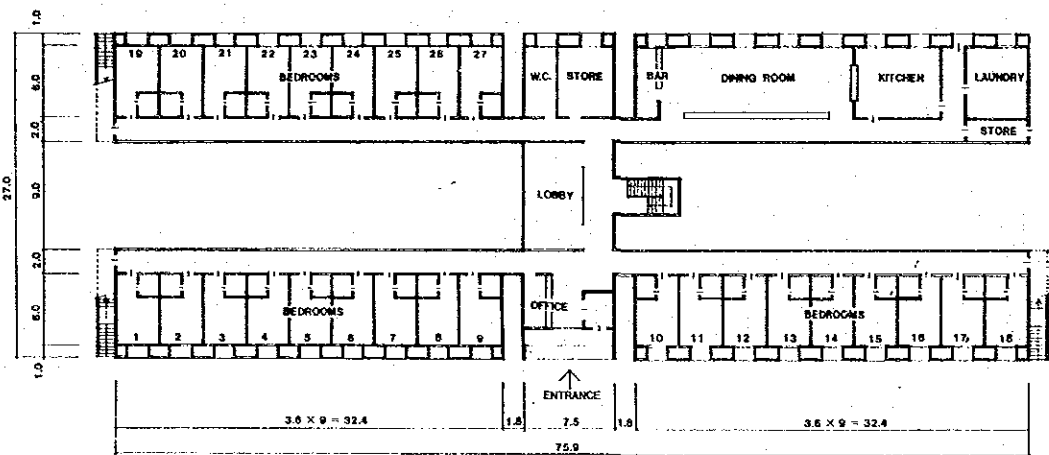 1.0
6.0
2.0
9.0
2.0
6.0
1.0
27.0
19 20 21 22 23 24 25 26 27
BEDROOMS
W.C. STORE
BAR
DINING ROOM
KITCHEN
LAUNDRY
STORE
LOBBY
OFFICE
BEDROOMS
1 2 3 4 5 6 7 8 9
BEDROOMS
10 11 12 13 14 15 16 17 18
ENTRANCE
3.6 X 9 = 32.4
1.8
7.5
1.8
3.6 X 9 = 32.4
75.9